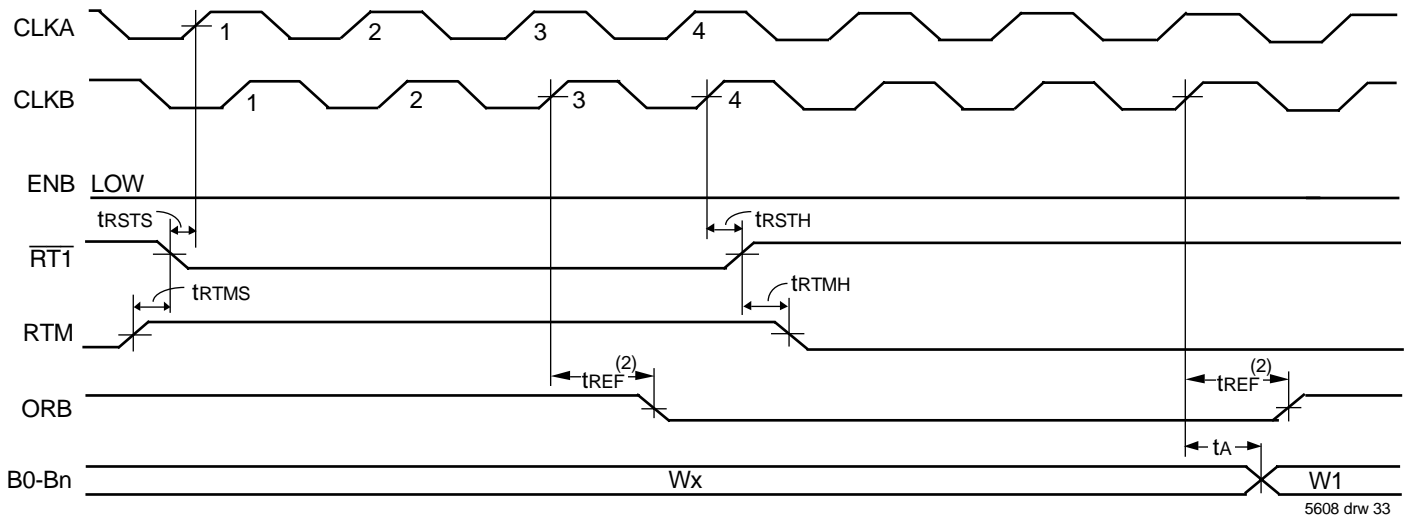 CLKA 1 2 3 4
CLKB 1 2 3 4
ENB LOW
tRSTS tRSTH
RT1
tRTMS tRTMH
RTM
tREF(2) tREF(2)
ORB
tA
B0-Bn Wx W1
5608 drw 33